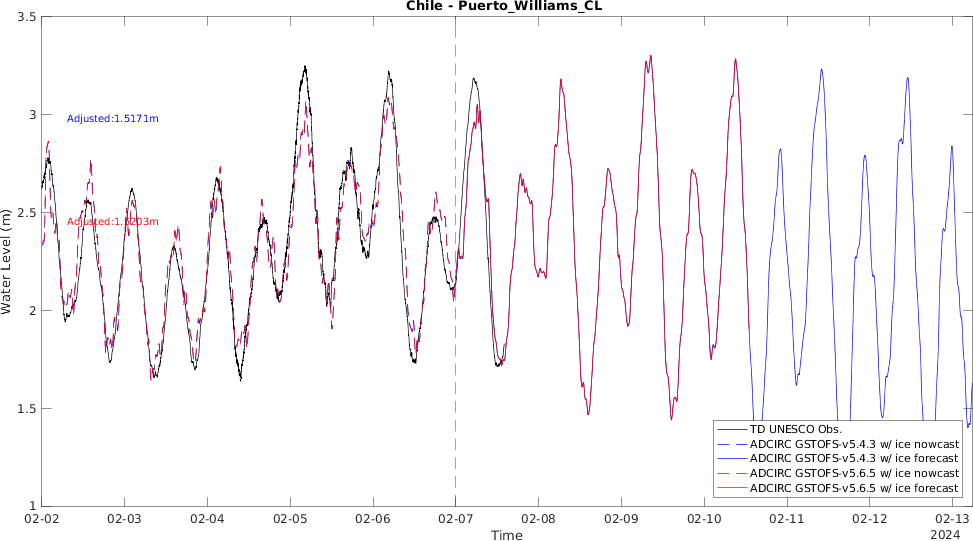 Chile - Puerto_Williams_CL
3.5
3
2.5
2
1.5
1
Water Level (m)
Adjusted:1.5171m
Adjusted:1.5203m
TD UNESCO Obs.
ADCIRC GSTOFS-v5.4.3 w/ ice nowcast
ADCIRC GSTOFS-v5.4.3 w/ ice forecast
ADCIRC GSTOFS-v5.6.5 w/ ice nowcast
ADCIRC GSTOFS-v5.6.5 w/ ice forecast
02-02 02-03 02-04 02-05 02-06 02-07 02-08 02-09 02-10 02-11 02-12 02-13
Time
2024